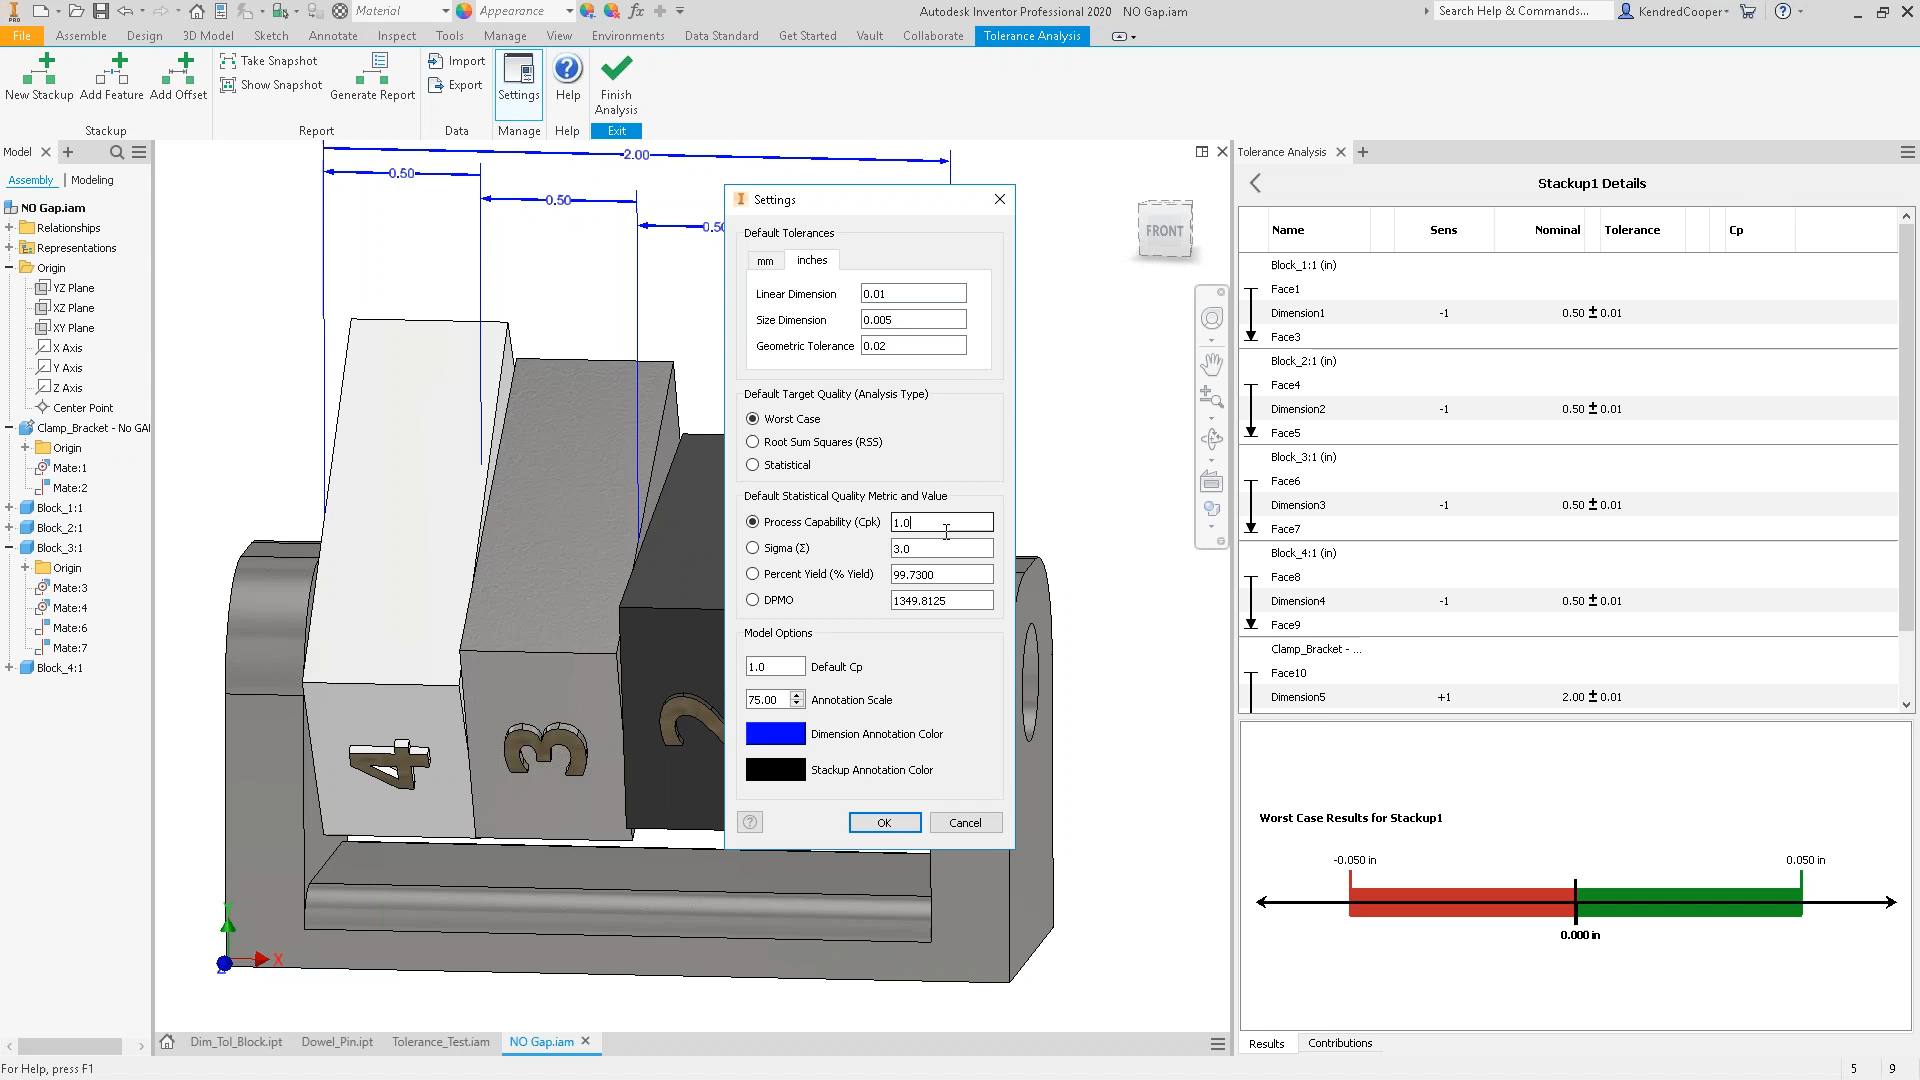 Material
Appearance
fx
Autodesk Inventor Professional 2020 NO Gap.iam
Search Help & Commands...
KendredCooper
PRO
File
Assemble
Design
3D Model
Sketch
Annotate
Inspect
Tools
Manage
View
Environments
Data Standard
Get Started
Vault
Collaborate
Tolerance Analysis
New Stackup
Add Feature
Add Offset
Stackup
Take Snapshot
Show Snapshot
Generate Report
Report
Import
Export
Data
Settings
Manage
Help
Help
Finish
Analysis
Exit
Model
Assembly
Modeling
NO Gap.iam
Relationships
Representations
Origin
YZ Plane
XZ Plane
XY Plane
X Axis
Y Axis
Z Axis
Center Point
Clamp_Bracket - No GA
Origin
Mate:1
Mate:2
Block_1:1
Block_2:1
Block_3:1
Origin
Mate:3
Mate:4
Mate:6
Mate:7
Block_4:1
2.00
0.50
0.50
0.50
FRONT
4
3
2
Y
X
Z
Settings
Default Tolerances
mm
inches
Linear Dimension 0.01
Size Dimension 0.005
Geometric Tolerance 0.02
Default Target Quality (Analysis Type)
Worst Case
Root Sum Squares (RSS)
Statistical
Default Statistical Quality Metric and Value
Process Capability (Cpk) 1.0
Sigma (Σ) 3.0
Percent Yield (% Yield) 99.7300
DPMO 1349.8125
Model Options
1.0 Default Cp
75.00 Annotation Scale
Dimension Annotation Color
Stackup Annotation Color
OK
Cancel
Tolerance Analysis
Stackup1 Details
Name Sens Nominal Tolerance Cp
Block_1:1 (in)
Face1
Dimension1 -1 0.50 ± 0.01
Face3
Block_2:1 (in)
Face4
Dimension2 -1 0.50 ± 0.01
Face5
Block_3:1 (in)
Face6
Dimension3 -1 0.50 ± 0.01
Face7
Block_4:1 (in)
Face8
Dimension4 -1 0.50 ± 0.01
Face9
Clamp_Bracket - ...
Face10
Dimension5 +1 2.00 ± 0.01
Worst Case Results for Stackup1
-0.050 in
0.050 in
0.000 in
Results
Contributions
Dim_Tol_Block.ipt
Dowel_Pin.ipt
Tolerance_Test.iam
NO Gap.iam
For Help, press F1
5
9